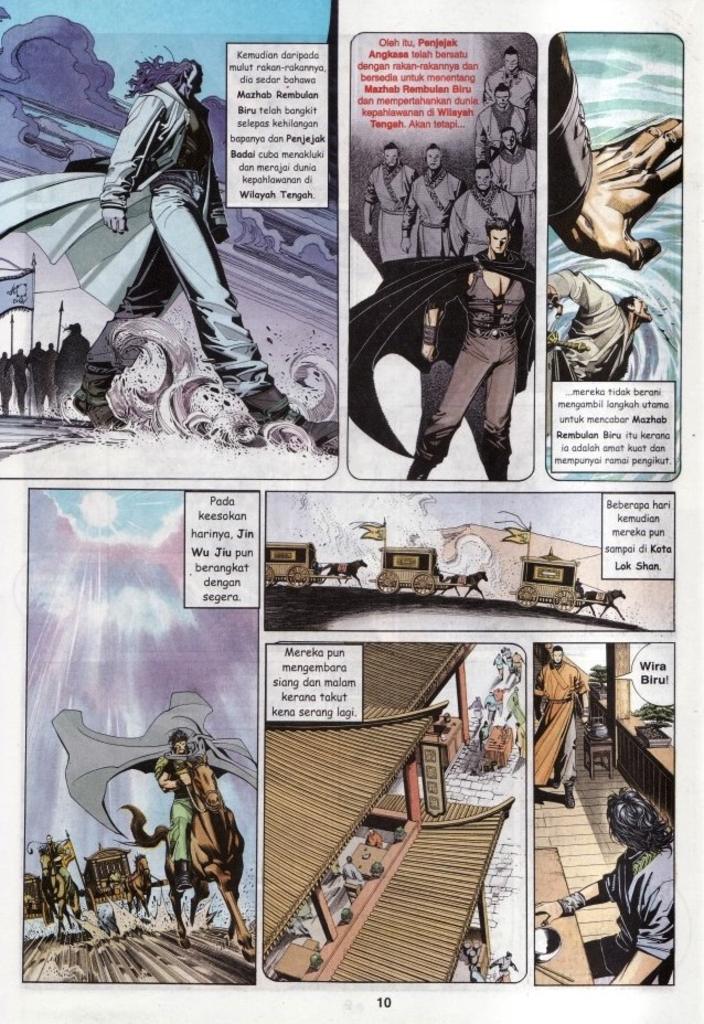 Kemudian daripada
mulut rakan-rakannya,
dia sedar bahawa
Mazhab Rembulan
Biru telah bangkit
selepas kehilangan
bapanya dan Penjejak
Badai cuba menakluki
dan merajai dunia
kepahlawanan di
Wilayah Tengah.
Oleh itu, Penjejak
Angkasa telah bersatu
dengan rakan-rakannya dan
bersedia untuk menentang
Mazhab Rembulan Biru
dan mempertahankan dunia
kepahlawanan di Wilayah
Tengah. Akan tetapi...
...mereka tidak berani
mengambil langkah utama
untuk mencabar Mazhab
Rembulan Biru itu kerana
ia adalah amat kuat dan
mempunyai ramai pengikut.
Pada
keesokan
harinya, Jin
Wu Jiu pun
berangkat
dengan
segera.
Beberapa hari
kemudian
mereka pun
sampai di Kota
Lok Shan.
Mereka pun
mengembara
siang dan malam
kerana takut
kena serang lagi.
Wira
Biru!
10